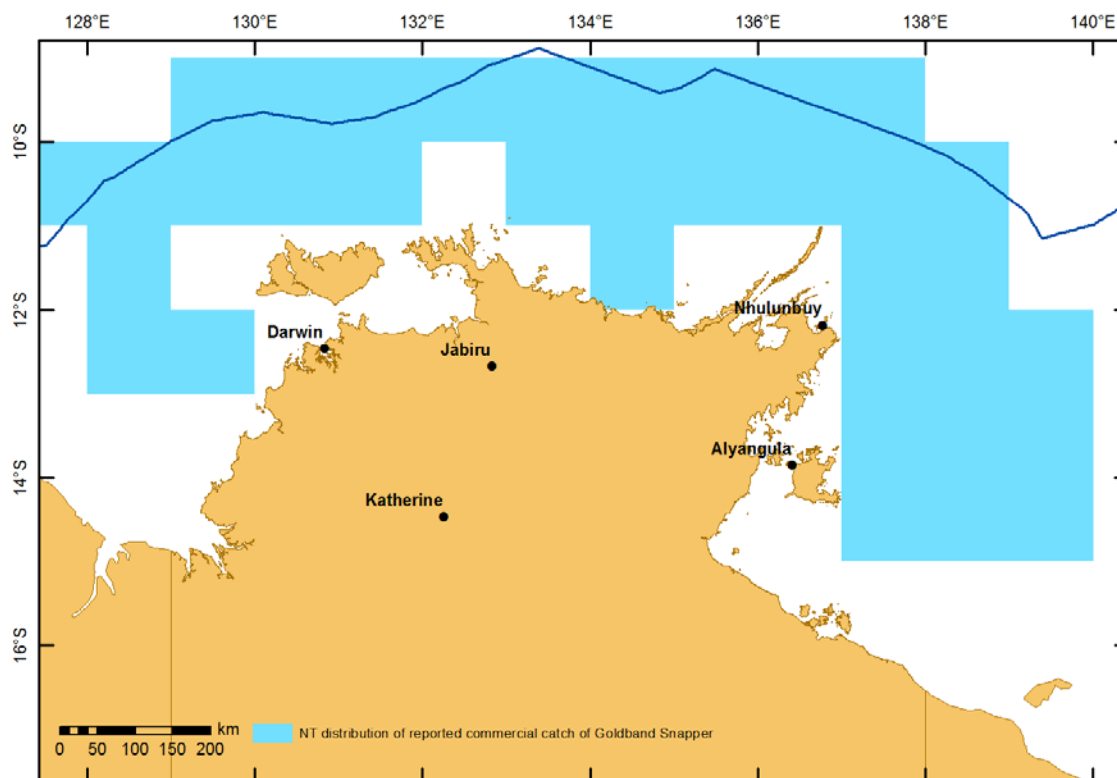 128°E 130°E 132°E 134°E 136°E 138°E 140°E
10°S
12°S
Nhulunbuy
Darwin
Jabiru
Alyangula
14°S
Katherine
16°S
km
0 50 100 150 200
NT distribution of reported commercial catch of Goldband Snapper